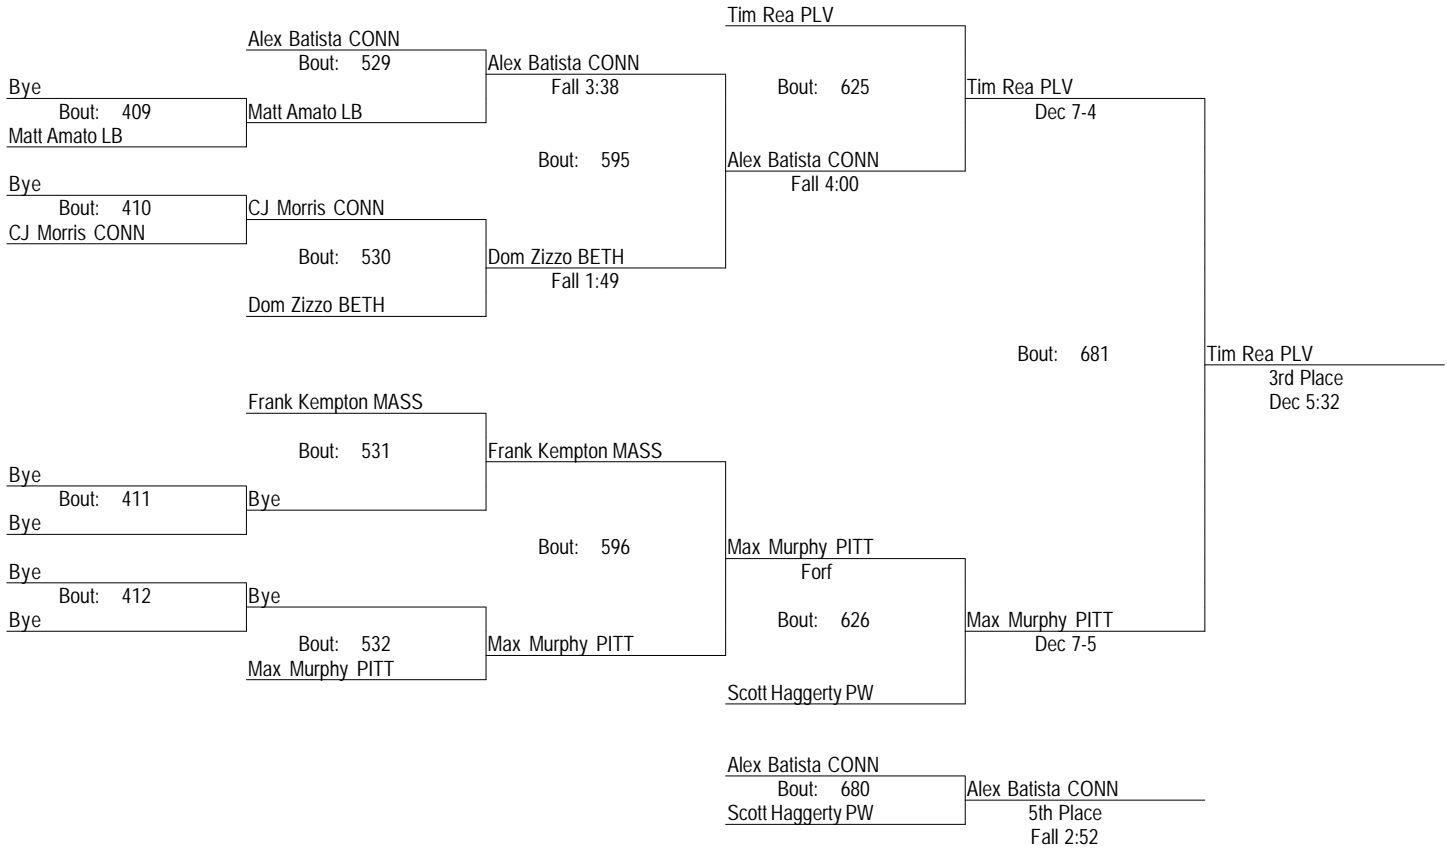 Tim Rea PLV
Alex Batista CONN
Bout: 529
Alex Batista CONN
Fall 3:38
Bye
Bout: 409
Matt Amato LB
Matt Amato LB
Bout: 625
Tim Rea PLV
Dec 7-4
Bout: 595
Alex Batista CONN
Fall 4:00
Bye
Bout: 410
CJ Morris CONN
CJ Morris CONN
Bout: 530
Dom Zizzo BETH
Fall 1:49
Dom Zizzo BETH
Bout: 681
Tim Rea PLV
3rd Place
Dec 5:32
Frank Kempton MASS
Bout: 531
Frank Kempton MASS
Bye
Bout: 411
Bye
Bye
Bout: 596
Max Murphy PITT
Forf
Bye
Bout: 412
Bye
Bye
Bout: 532
Max Murphy PITT
Max Murphy PITT
Bout: 626
Max Murphy PITT
Dec 7-5
Scott Haggerty PW
Alex Batista CONN
Bout: 680
Scott Haggerty PW
Alex Batista CONN
5th Place
Fall 2:52